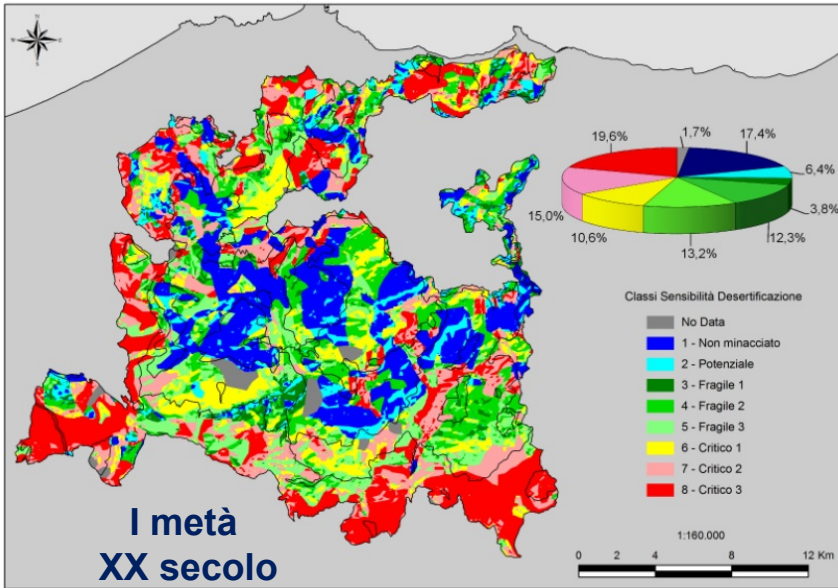 N
W
E
S
1,7%
19,6%
17,4%
6,4%
3,8%
15,0%
12,3%
10,6%
13,2%
Classi Sensibilità Desertificazione
No Data
1 - Non minacciato
2 - Potenziale
3 - Fragile 1
4 - Fragile 2
5 - Fragile 3
6 - Critico 1
7 - Critico 2
8 - Critico 3
I metà
XX secolo
1:160.000
0 2 4 8 12 Km